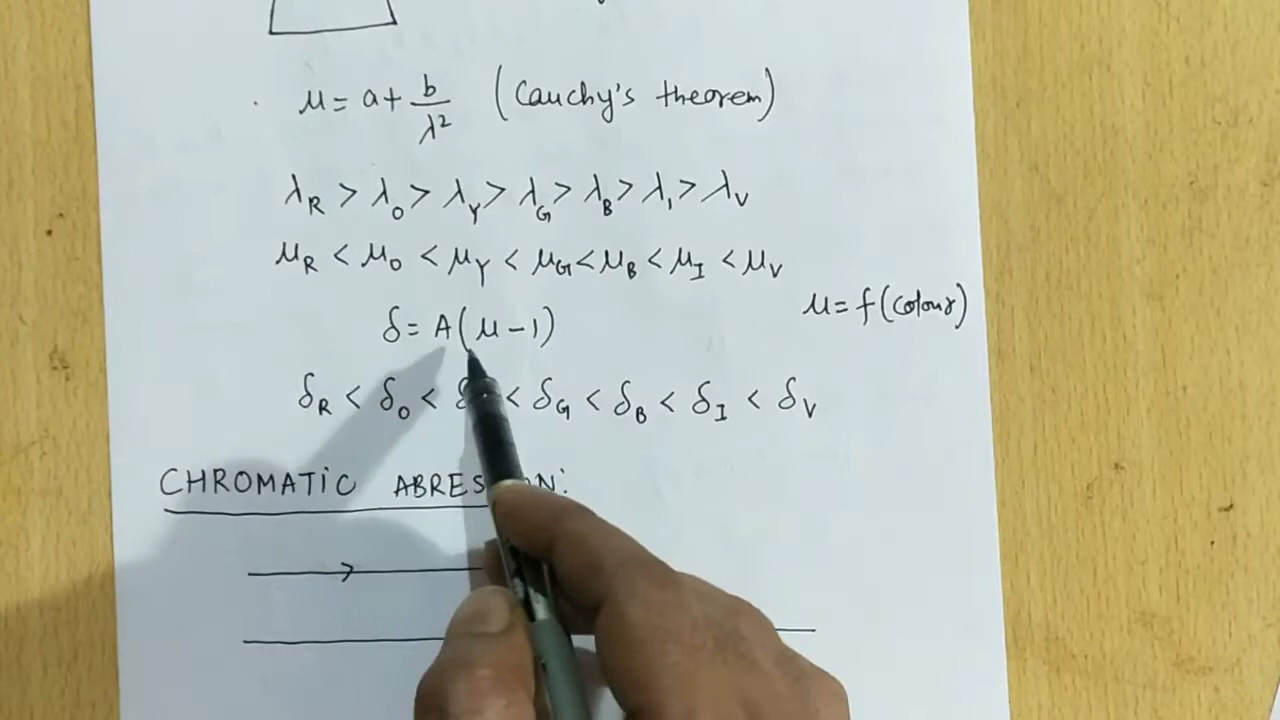 μ = a + b/λ² (Cauchy's theorem)
λR > λO > λY > λG > λB > λI > λV
μR < μO < μY < μG < μB < μI < μV
μ = f(colour)
δ = A(μ - 1)
δR < δO < δ < δG < δB < δI < δV
CHROMATIC